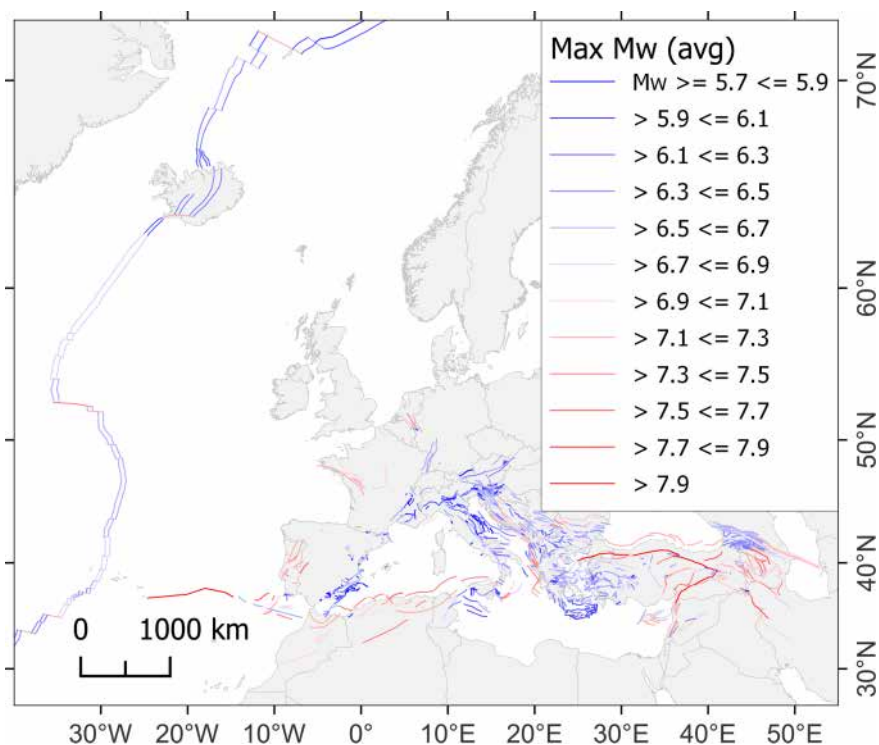 Max Mw (avg)
Mw >= 5.7 <= 5.9
> 5.9 <= 6.1
> 6.1 <= 6.3
> 6.3 <= 6.5
> 6.5 <= 6.7
> 6.7 <= 6.9
> 6.9 <= 7.1
> 7.1 <= 7.3
> 7.3 <= 7.5
> 7.5 <= 7.7
> 7.7 <= 7.9
> 7.9
70°N
60°N
50°N
40°N
30°N
0 1000 km
30°W 20°W 10°W 0° 10°E 20°E 30°E 40°E 50°E